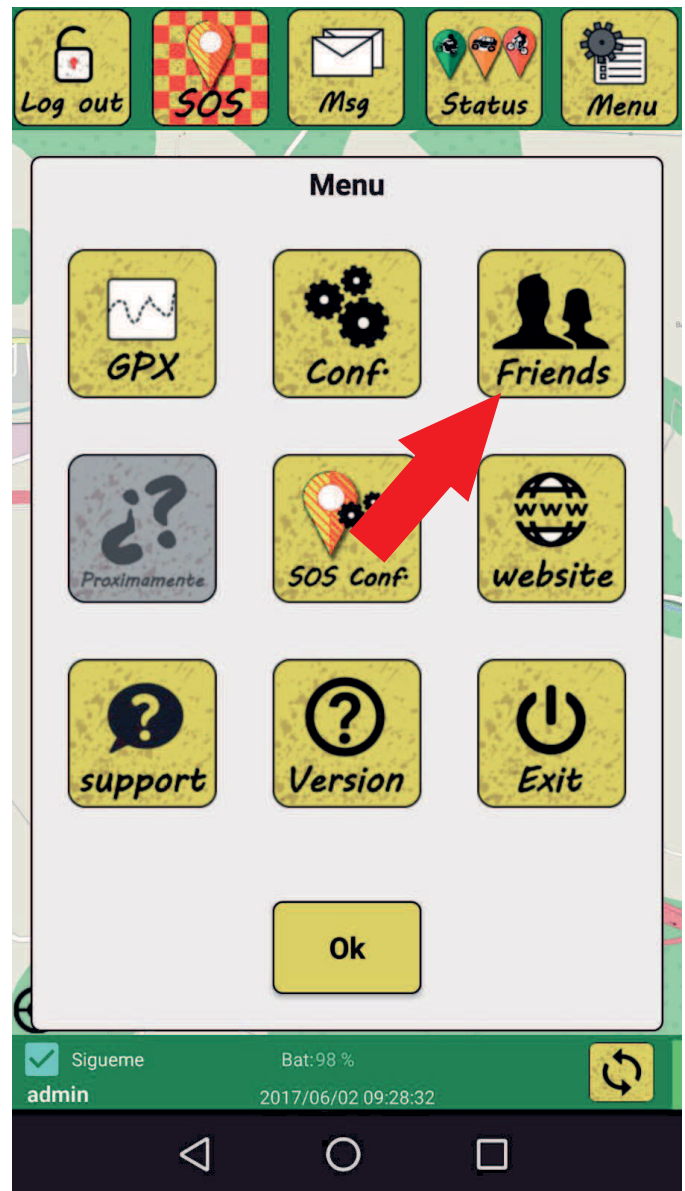 Log out SOS Msg Status Menu
Menu
GPX Conf. Friends
¿? Proximamente SOS Conf. www website
? support ? Version Exit
Ok
Sigueme Bat:98 %
admin 2017/06/02 09:28:32